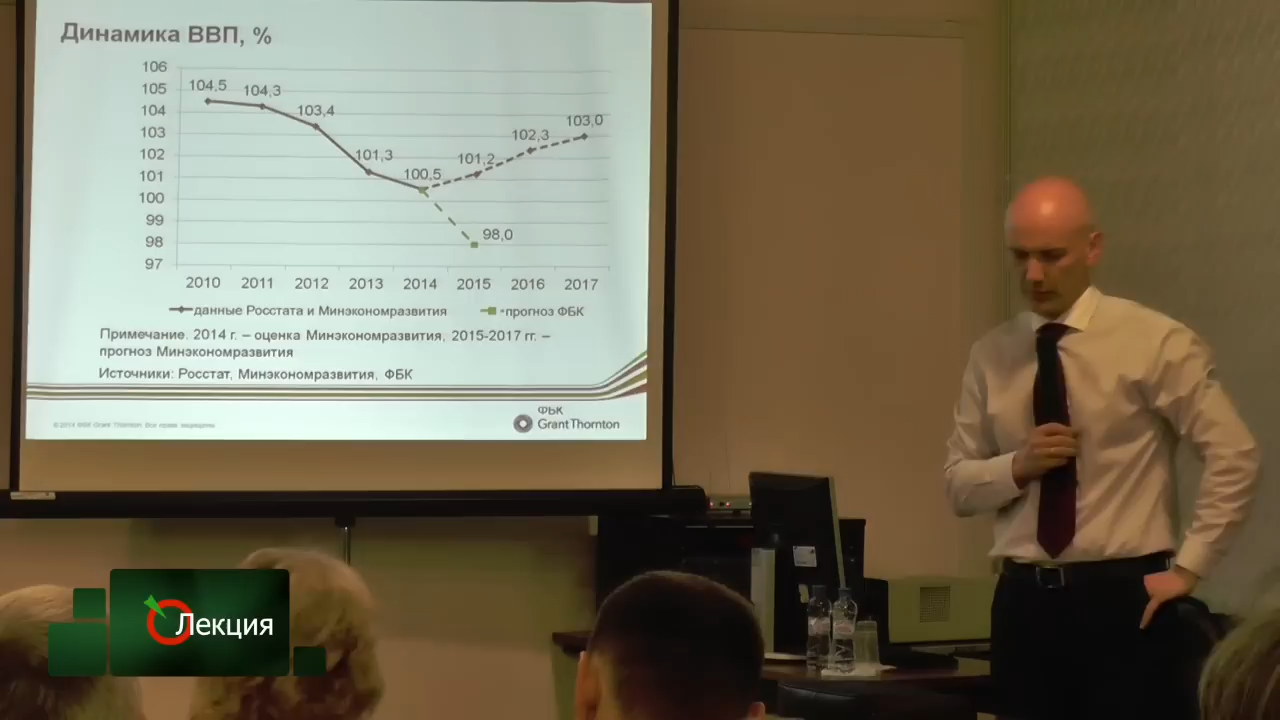 Динамика ВВП, %
106
105
104
103
102
101
100
99
98
97
104,5
104,3
103,4
101,3
100,5
101,2
102,3
103,0
98,0
2010 2011 2012 2013 2014 2015 2016 2017
данные Росстата и Минэкономразвития
прогноз ФБК
Примечание. 2014 г. – оценка Минэкономразвития, 2015-2017 гг. –
прогноз Минэкономразвития
Источники: Росстат, Минэкономразвития, ФБК
ФБК
Grant Thornton
Лекция